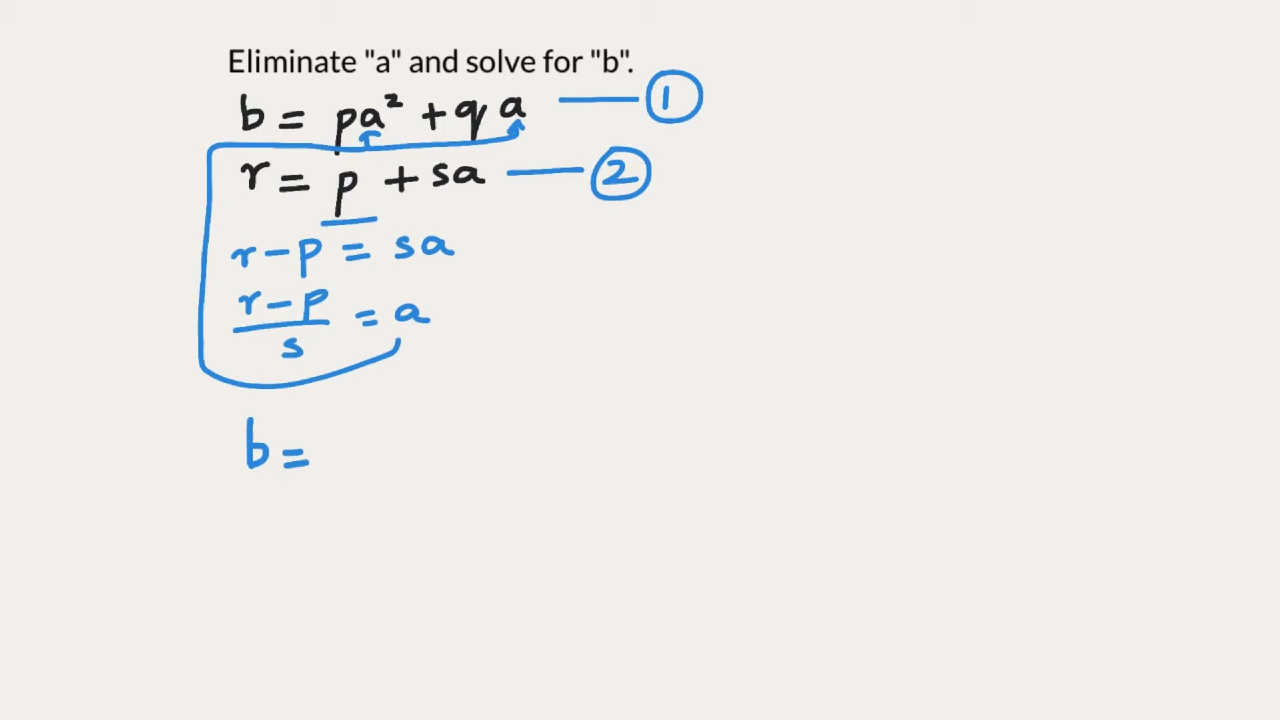 Eliminate "a" and solve for "b".
b = pa² + qa — ①
r = p + sa — ②
r - p = sa
r - p
s
= a
b =